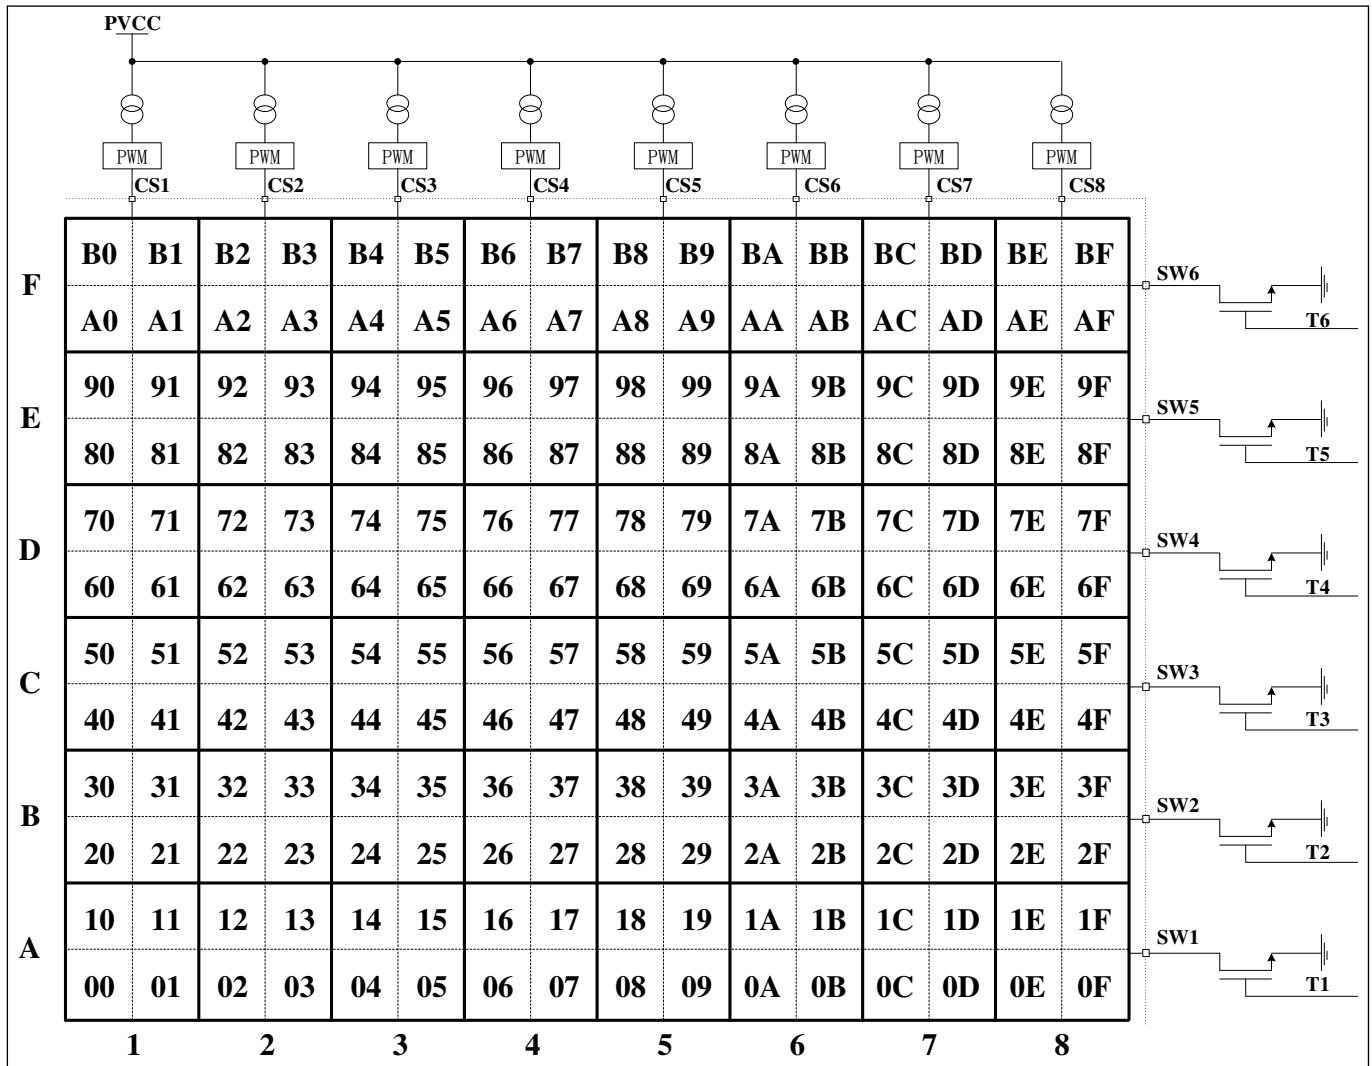 PVCC
PWM PWM PWM PWM PWM PWM PWM PWM
CS1 CS2 CS3 CS4 CS5 CS6 CS7 CS8
B0 B1 B2 B3 B4 B5 B6 B7 B8 B9 BA BB BC BD BE BF
F SW6
A0 A1 A2 A3 A4 A5 A6 A7 A8 A9 AA AB AC AD AE AF T6
90 91 92 93 94 95 96 97 98 99 9A 9B 9C 9D 9E 9F
E SW5
80 81 82 83 84 85 86 87 88 89 8A 8B 8C 8D 8E 8F T5
70 71 72 73 74 75 76 77 78 79 7A 7B 7C 7D 7E 7F
D SW4
60 61 62 63 64 65 66 67 68 69 6A 6B 6C 6D 6E 6F T4
50 51 52 53 54 55 56 57 58 59 5A 5B 5C 5D 5E 5F
C SW3
40 41 42 43 44 45 46 47 48 49 4A 4B 4C 4D 4E 4F T3
30 31 32 33 34 35 36 37 38 39 3A 3B 3C 3D 3E 3F
B SW2
20 21 22 23 24 25 26 27 28 29 2A 2B 2C 2D 2E 2F T2
10 11 12 13 14 15 16 17 18 19 1A 1B 1C 1D 1E 1F
A SW1
00 01 02 03 04 05 06 07 08 09 0A 0B 0C 0D 0E 0F T1
1 2 3 4 5 6 7 8